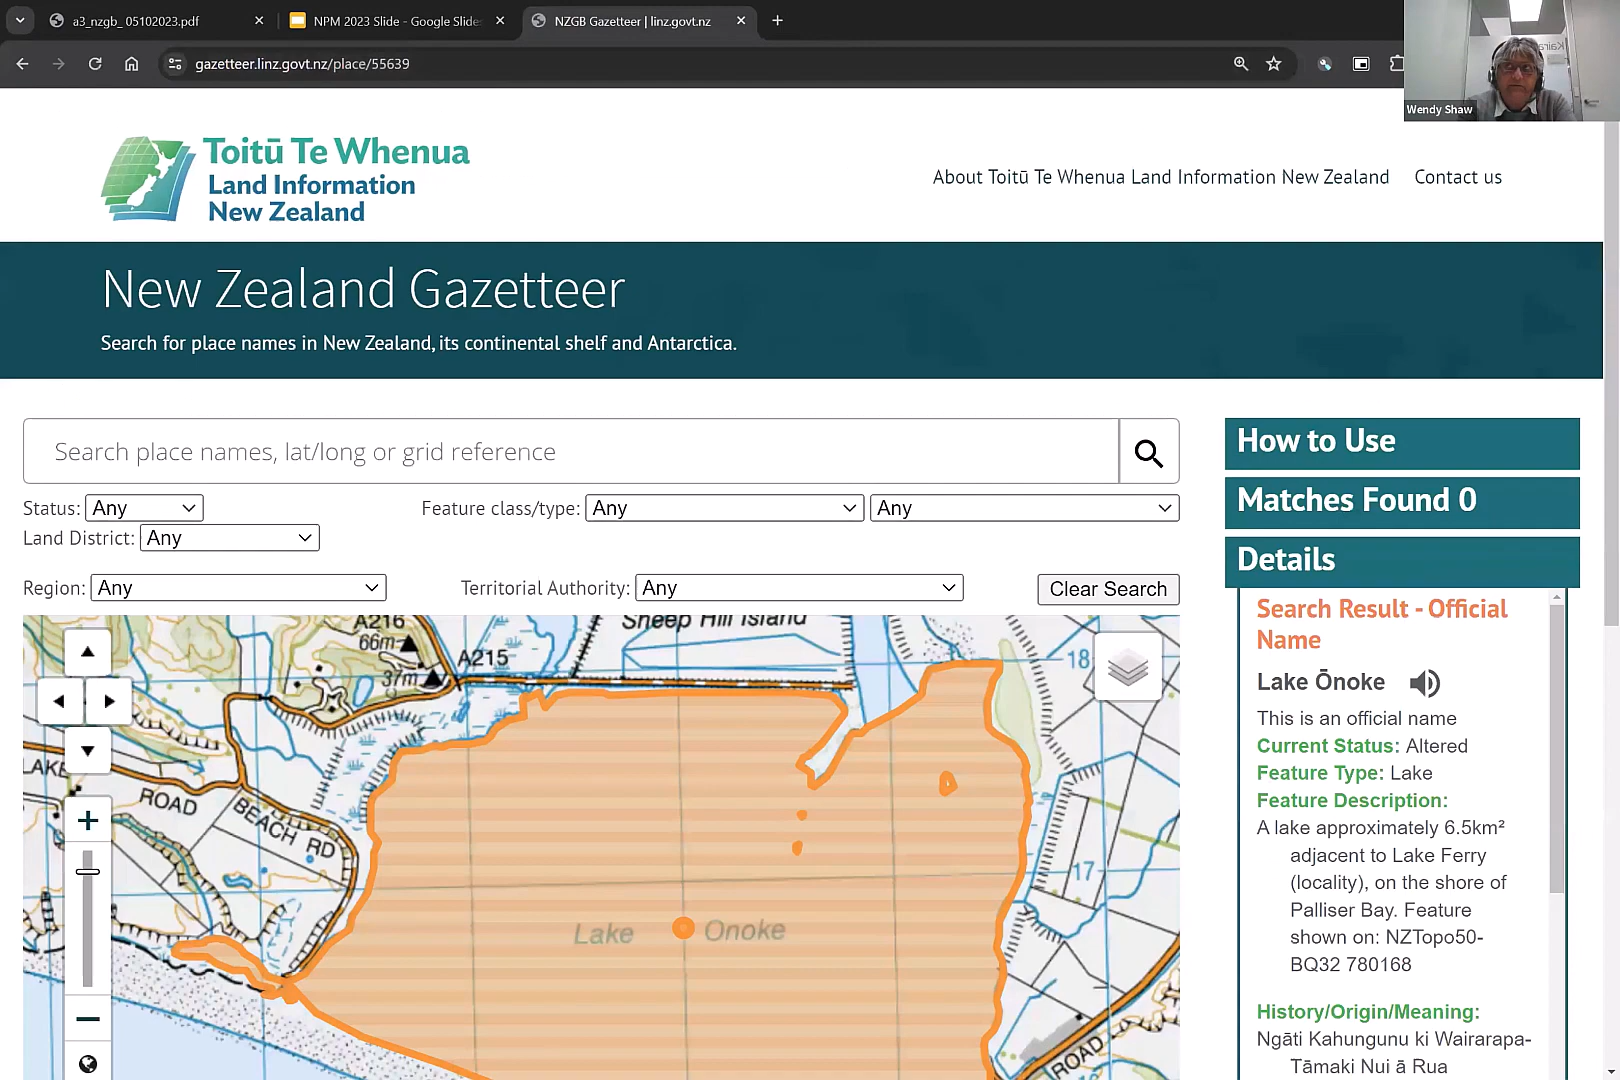 a3_nzgb_ 05102023.pdf
NPM 2023 Slide - Google Slides
NZGB Gazetteer | linz.govt.nz
gazetteer.linz.govt.nz/place/55639
Wendy Shaw
Toitū Te Whenua
Land Information
New Zealand
About Toitū Te Whenua Land Information New Zealand
Contact us
New Zealand Gazetteer
Search for place names in New Zealand, its continental shelf and Antarctica.
Search place names, lat/long or grid reference
Status: Any
Feature class/type: Any
Any
Land District: Any
Region: Any
Territorial Authority: Any
Clear Search
How to Use
Matches Found 0
Details
Search Result - Official
Name
Lake Ōnoke
This is an official name
Current Status: Altered
Feature Type: Lake
Feature Description:
A lake approximately 6.5km²
adjacent to Lake Ferry
(locality), on the shore of
Palliser Bay. Feature
shown on: NZTopo50-
BQ32 780168
History/Origin/Meaning:
Ngāti Kahungunu ki Wairarapa-
Tāmaki Nui ā Rua
A216
66m
Sheep Hill Island
A215
37m
18
LAKE
ROAD
BEACH RD
17
Lake Onoke
ROAD